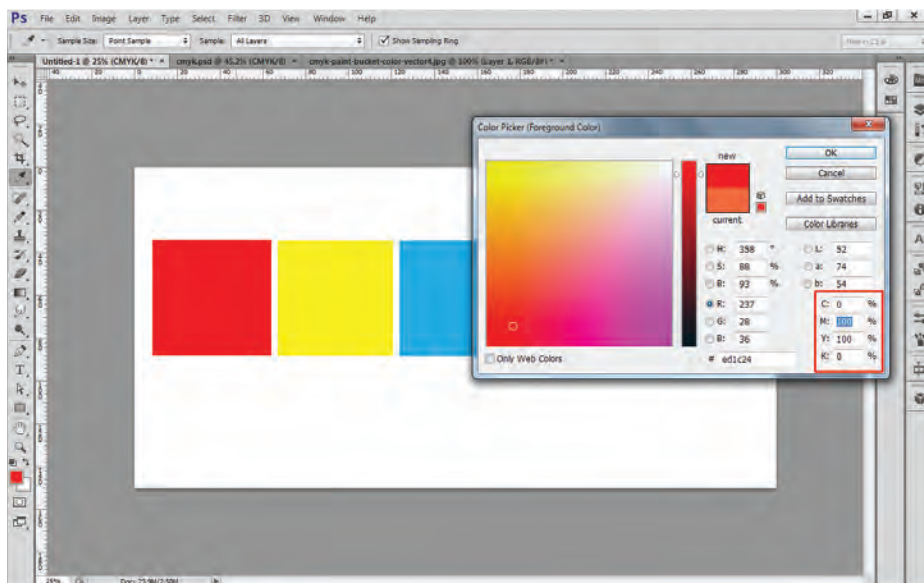 Ps File Edit Image Layer Type Select Filter 3D View Window Help
Sample Size: Point Sample Sample: All Layers Show Sampling Ring
Untitled-1 @ 25% (CMYK/8) * × cmyk.psd @ 45.2% (CMYK/8) × cmyk-paint-bucket-color-vector4.jpg @ 100% (Layer 1, RGB/8#) * ×
Color Picker (Foreground Color)
new
current
OK
Cancel
Add to Swatches
Color Libraries
H: 358 ° L: 52
S: 88 % a: 74
B: 93 % b: 54
R: 237 C: 0 %
G: 28 M: 100 %
B: 36 Y: 100 %
# ed1c24 K: 0 %
Only Web Colors
25%